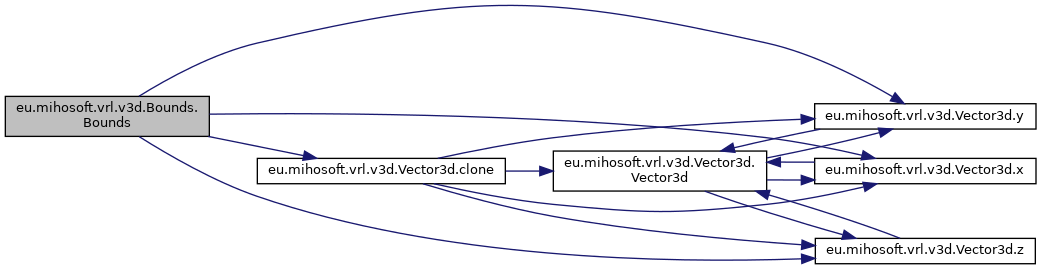 eu.mihosoft.vrl.v3d.Bounds.
Bounds
eu.mihosoft.vrl.v3d.Vector3d.clone
eu.mihosoft.vrl.v3d.Vector3d.
Vector3d
eu.mihosoft.vrl.v3d.Vector3d.y
eu.mihosoft.vrl.v3d.Vector3d.x
eu.mihosoft.vrl.v3d.Vector3d.z